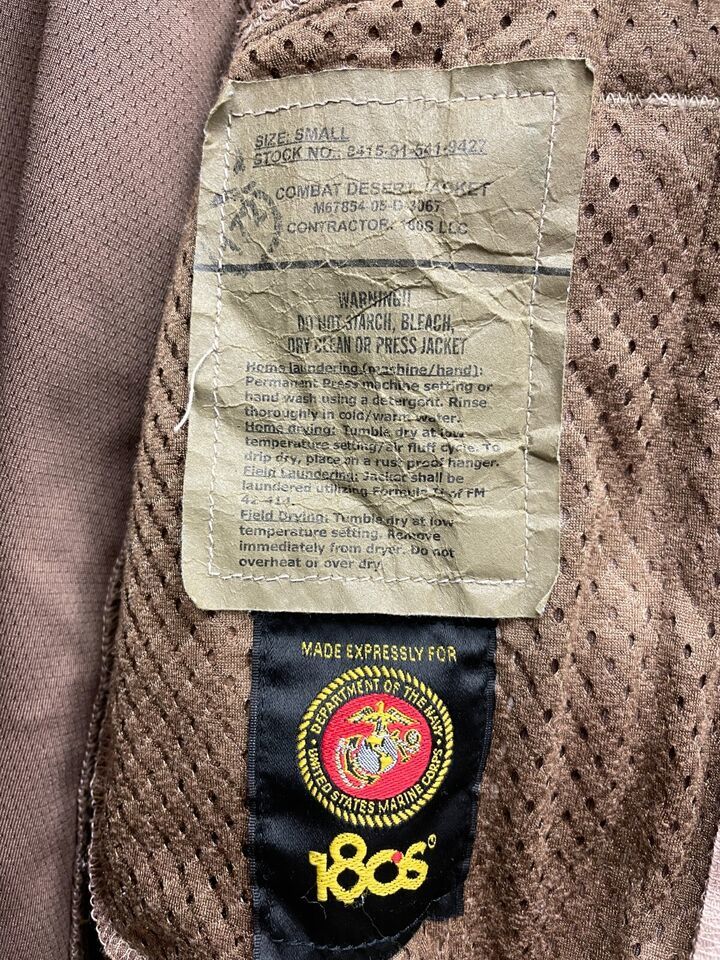 SIZE: SMALL
STOCK NO.: 8415-01-541-9427
COMBAT DESERT JACKET
M67854-05-D-3067
CONTRACTOR: 180S LLC
WARNING!!
DO NOT STARCH, BLEACH,
DRY CLEAN OR PRESS JACKET
Home laundering (machine/hand):
Permanent Press machine setting or
hand wash using a detergent. Rinse
thoroughly in cold/warm water.
Home drying: Tumble dry at low
temperature setting/air fluff cycle. To
drip dry, place on a rust proof hanger.
Field Laundering: Jacket shall be
laundered utilizing Formula II of FM
42-414.
Field Drying: Tumble dry at low
temperature setting. Remove
immediately from dryer. Do not
overheat or over dry.
MADE EXPRESSLY FOR
DEPARTMENT OF THE NAVY
UNITED STATES MARINE CORPS
180s®